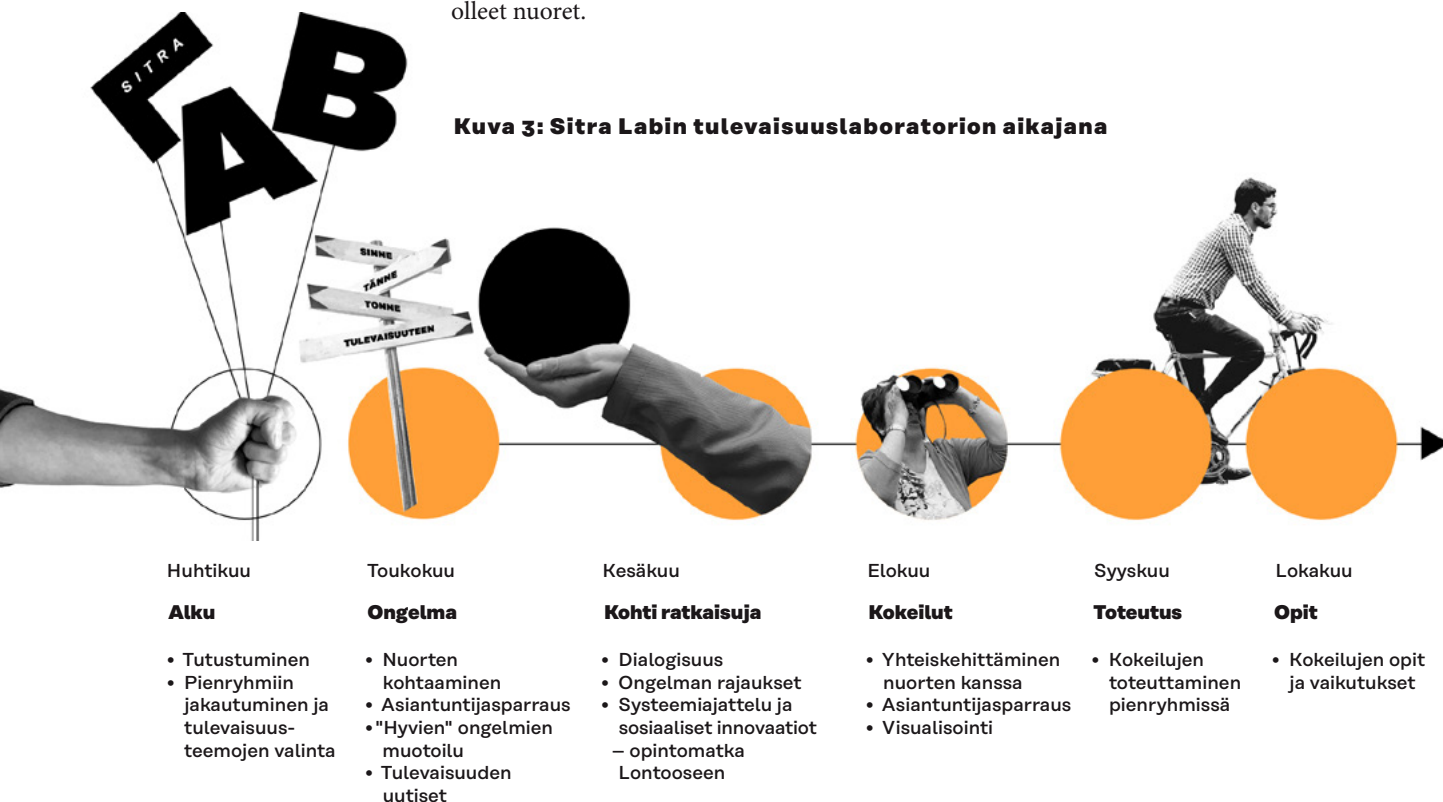 olleet nuoret.
SITRA
LAB
Kuva 3: Sitra Labin tulevaisuuslaboratorion aikajana
SINNE
TÄNNE
TONNE
TULEVAISUUTEEN
Huhtikuu
Alku
• Tutustuminen
• Pienryhmiin
jakautuminen ja
tulevaisuus-
teemojen valinta
Toukokuu
Ongelma
• Nuorten
kohtaaminen
• Asiantuntijasparraus
• "Hyvien" ongelmien
muotoilu
• Tulevaisuuden
uutiset
Kesäkuu
Kohti ratkaisuja
• Dialogisuus
• Ongelman rajaukset
• Systeemiajattelu ja
sosiaaliset innovaatiot
– opintomatka
Lontooseen
Elokuu
Kokeilut
• Yhteiskehittäminen
nuorten kanssa
• Asiantuntijasparraus
• Visualisointi
Syyskuu
Toteutus
• Kokeilujen
toteuttaminen
pienryhmissä
Lokakuu
Opit
• Kokeilujen opit
ja vaikutukset